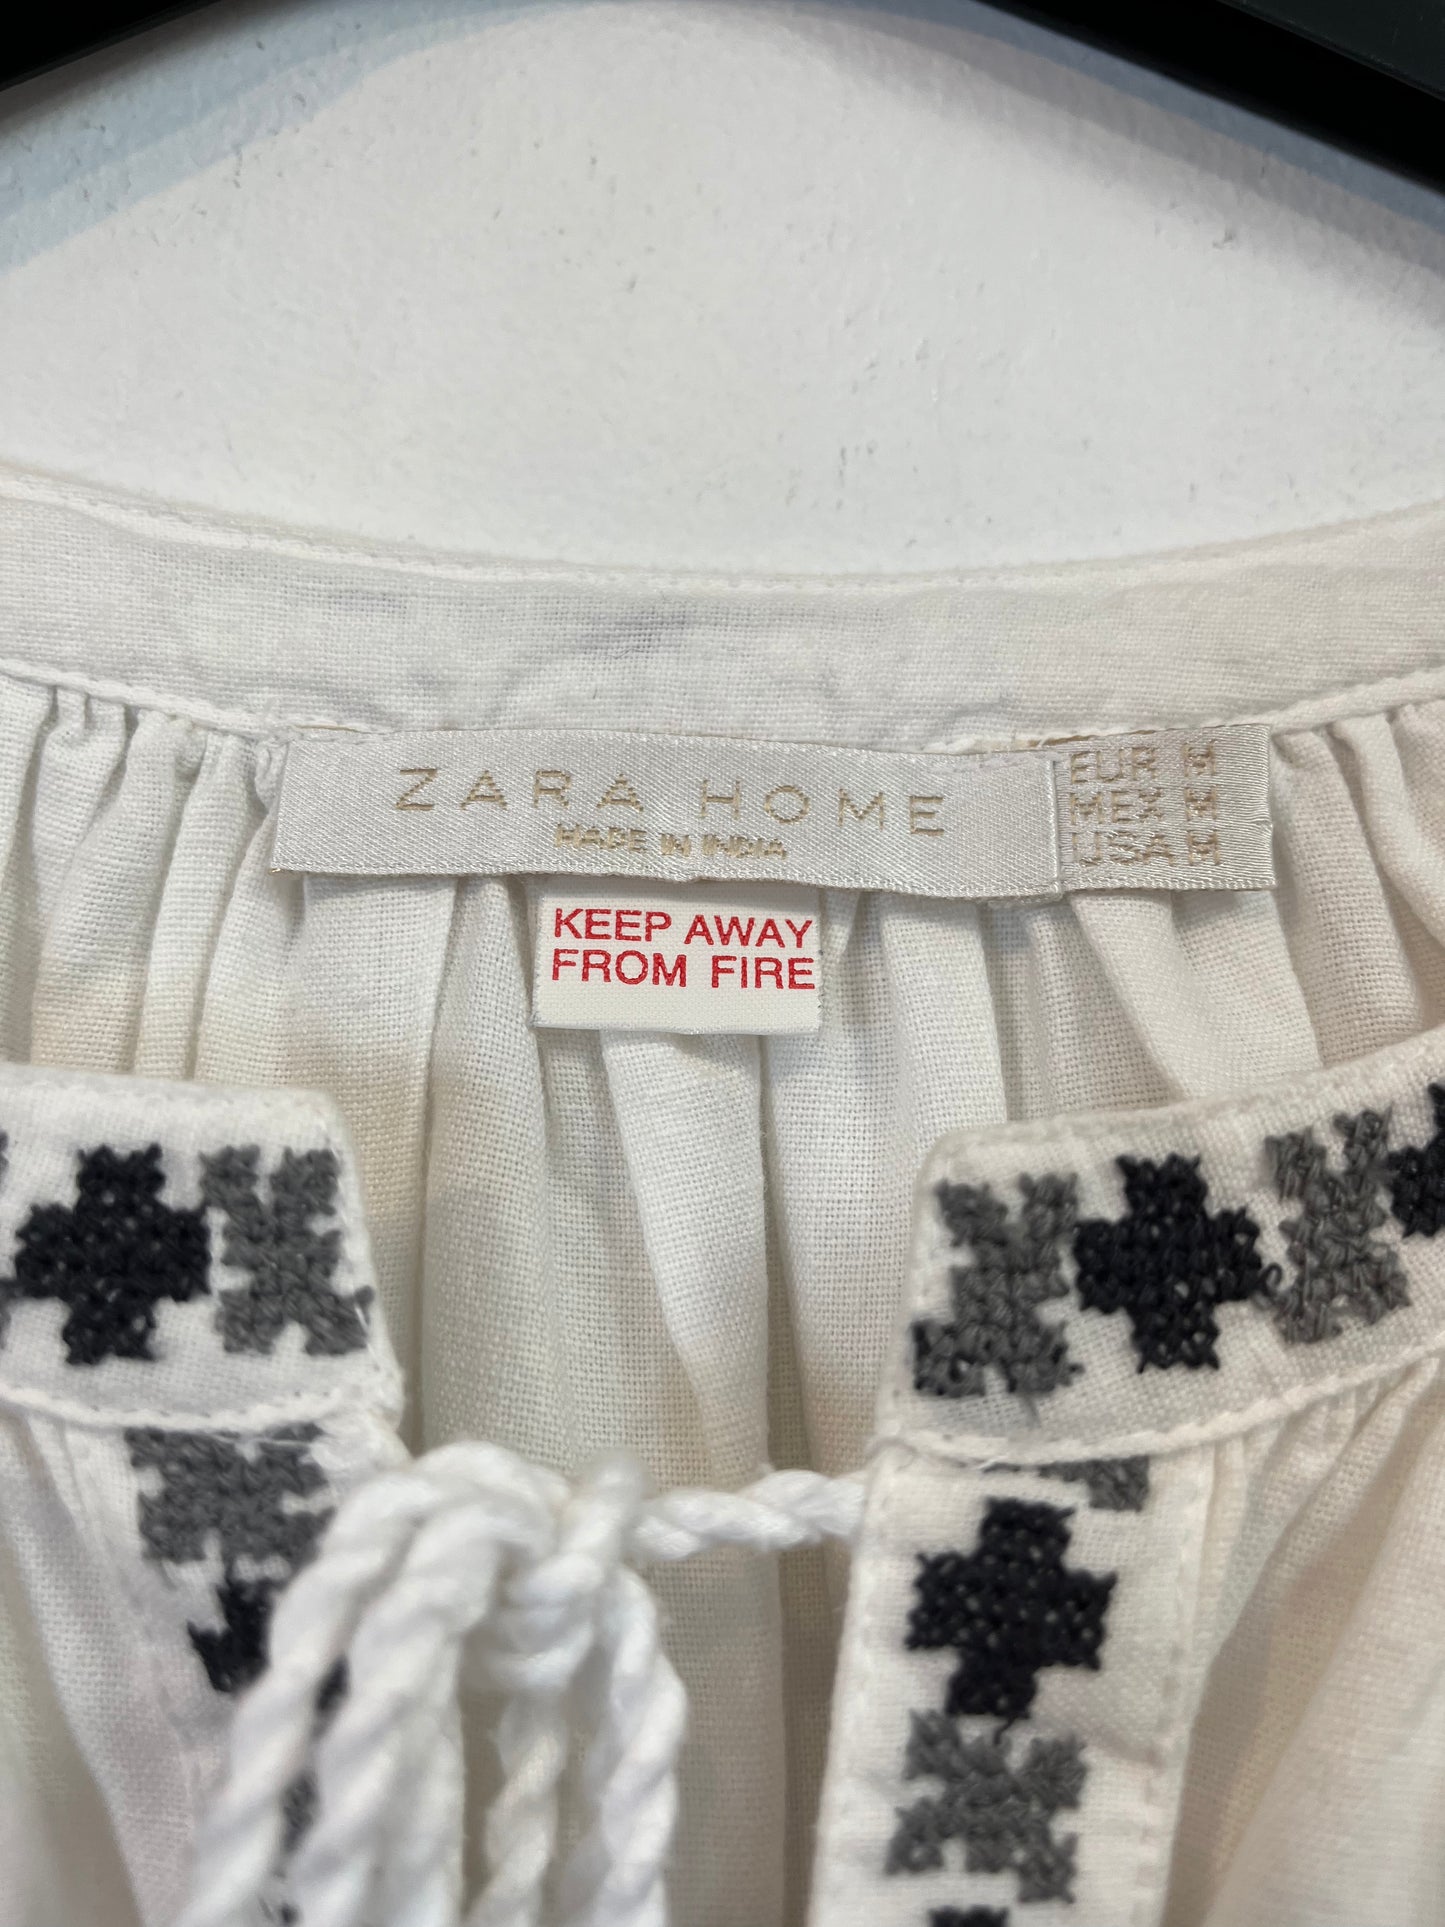 ZARA HOME
MADE IN INDIA
EUR M
MEX M
USA M
KEEP AWAY
FROM FIRE